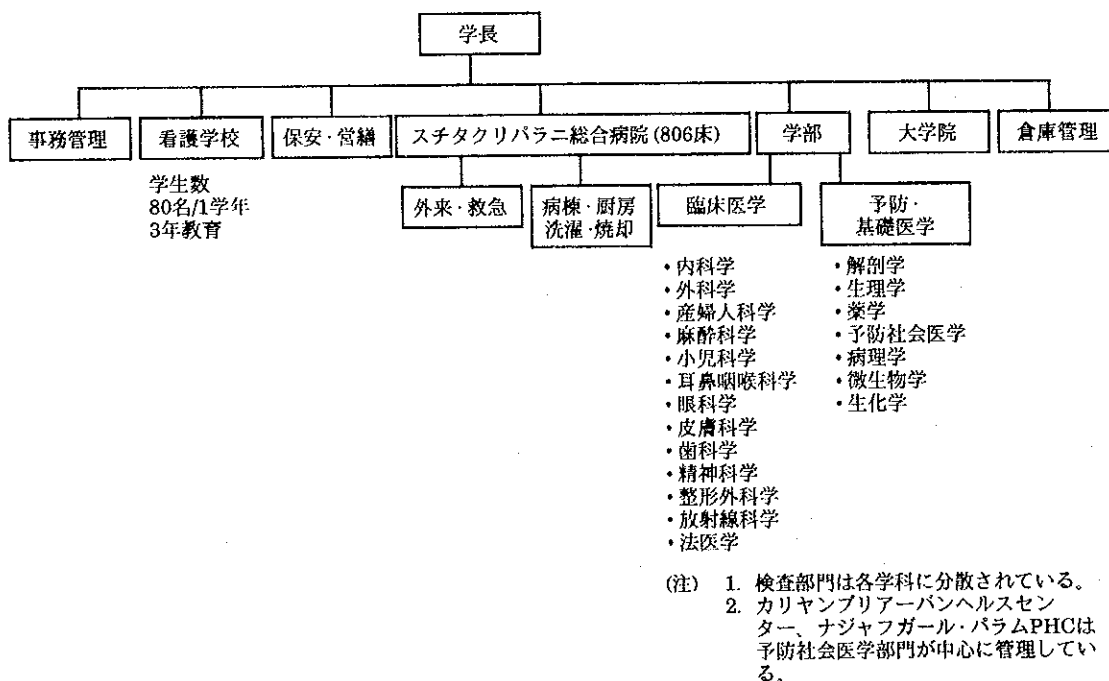 学長
事務管理
看護学校
保安・営繕
スチタクリパラニ総合病院 (806床)
学部
大学院
倉庫管理
学生数
80名/1学年
3年教育
外来・救急
病棟・厨房
洗濯・焼却
臨床医学
予防・
基礎医学
・内科学
・外科学
・産婦人科学
・麻酔科学
・小児科学
・耳鼻咽喉科学
・眼科学
・皮膚科学
・歯科学
・精神科学
・整形外科学
・放射線科学
・法医学
・解剖学
・生理学
・薬学
・予防社会医学
・病理学
・微生物学
・生化学
(注) 1. 検査部門は各学科に分散されている。
2. カリヤンプリアーバンヘルスセン
ター、ナジャフガール・パラムPHCは
予防社会医学部門が中心に管理してい
る。